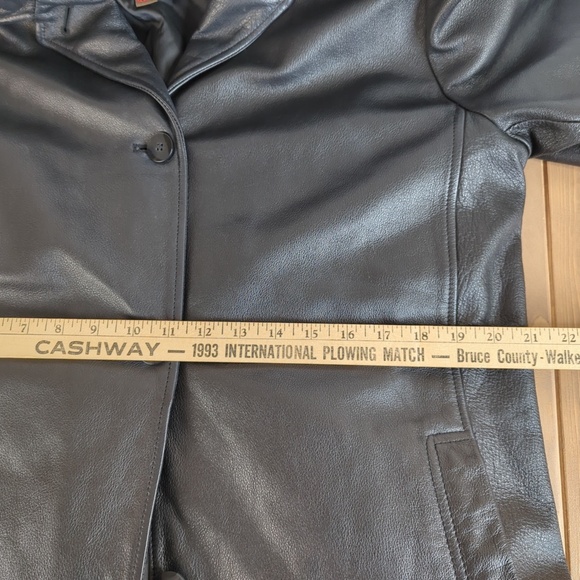 7 8 9 10 11 12 13 14 15 16 17 18 19 20 21 22
CASHWAY — 1993 INTERNATIONAL PLOWING MATCH — Bruce County-Walke